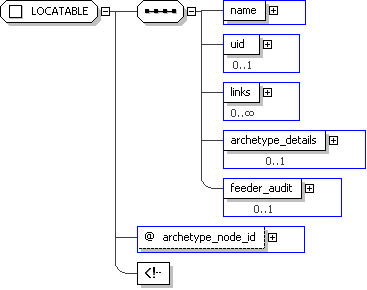 LOCATABLE
name
uid
0..1
links
0..∞
archetype_details
0..1
feeder_audit
0..1
@ archetype_node_id
<!--